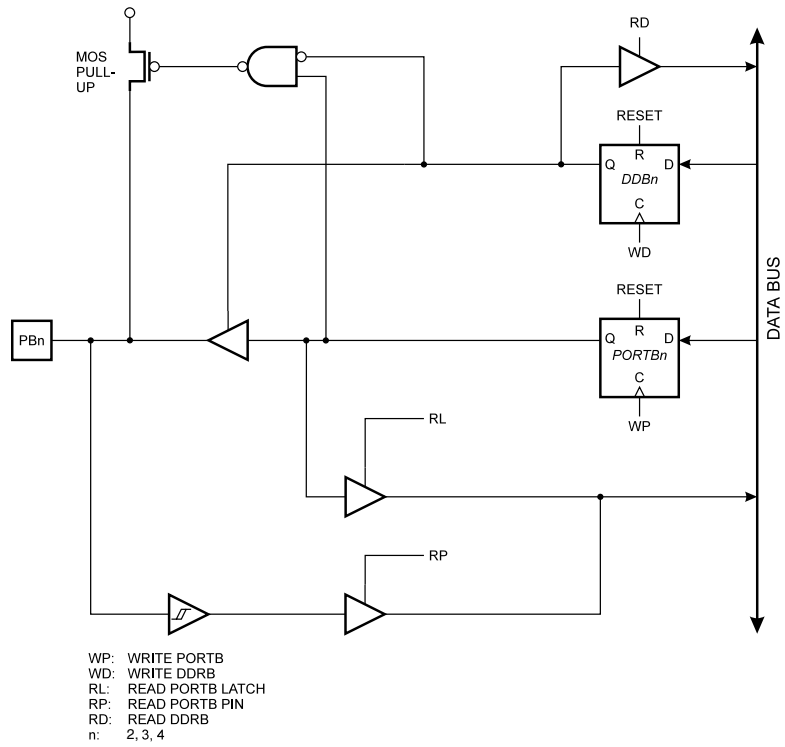 RD
MOS
PULL-
UP
RESET
R
Q
D
DDBn
C
WD
DATA BUS
RESET
PBn
R
Q
D
PORTBn
C
WP
RL
RP
WP: WRITE PORTB
WD: WRITE DDRB
RL: READ PORTB LATCH
RP: READ PORTB PIN
RD: READ DDRB
n: 2, 3, 4